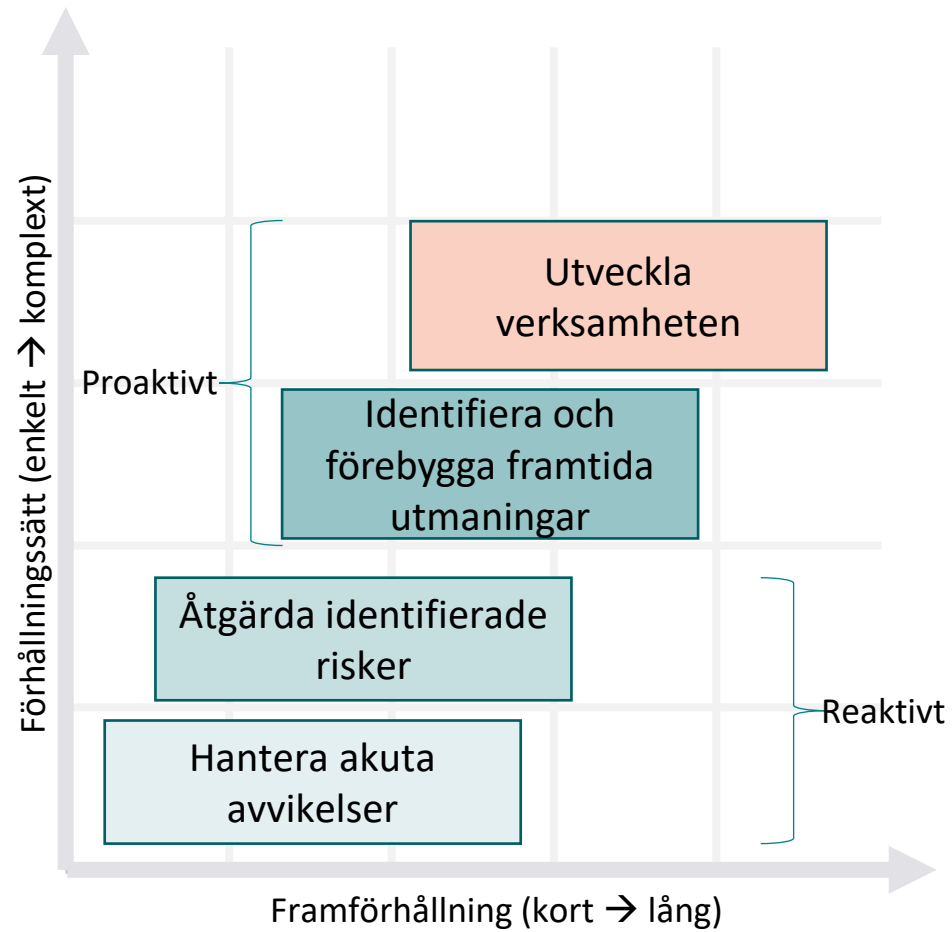 Förhållningssätt (enkelt → komplext)
Utveckla
verksamheten
Proaktivt
Identifiera och
förebygga framtida
utmaningar
Åtgärda identifierade
risker
Reaktivt
Hantera akuta
avvikelser
Framförhållning (kort → lång)